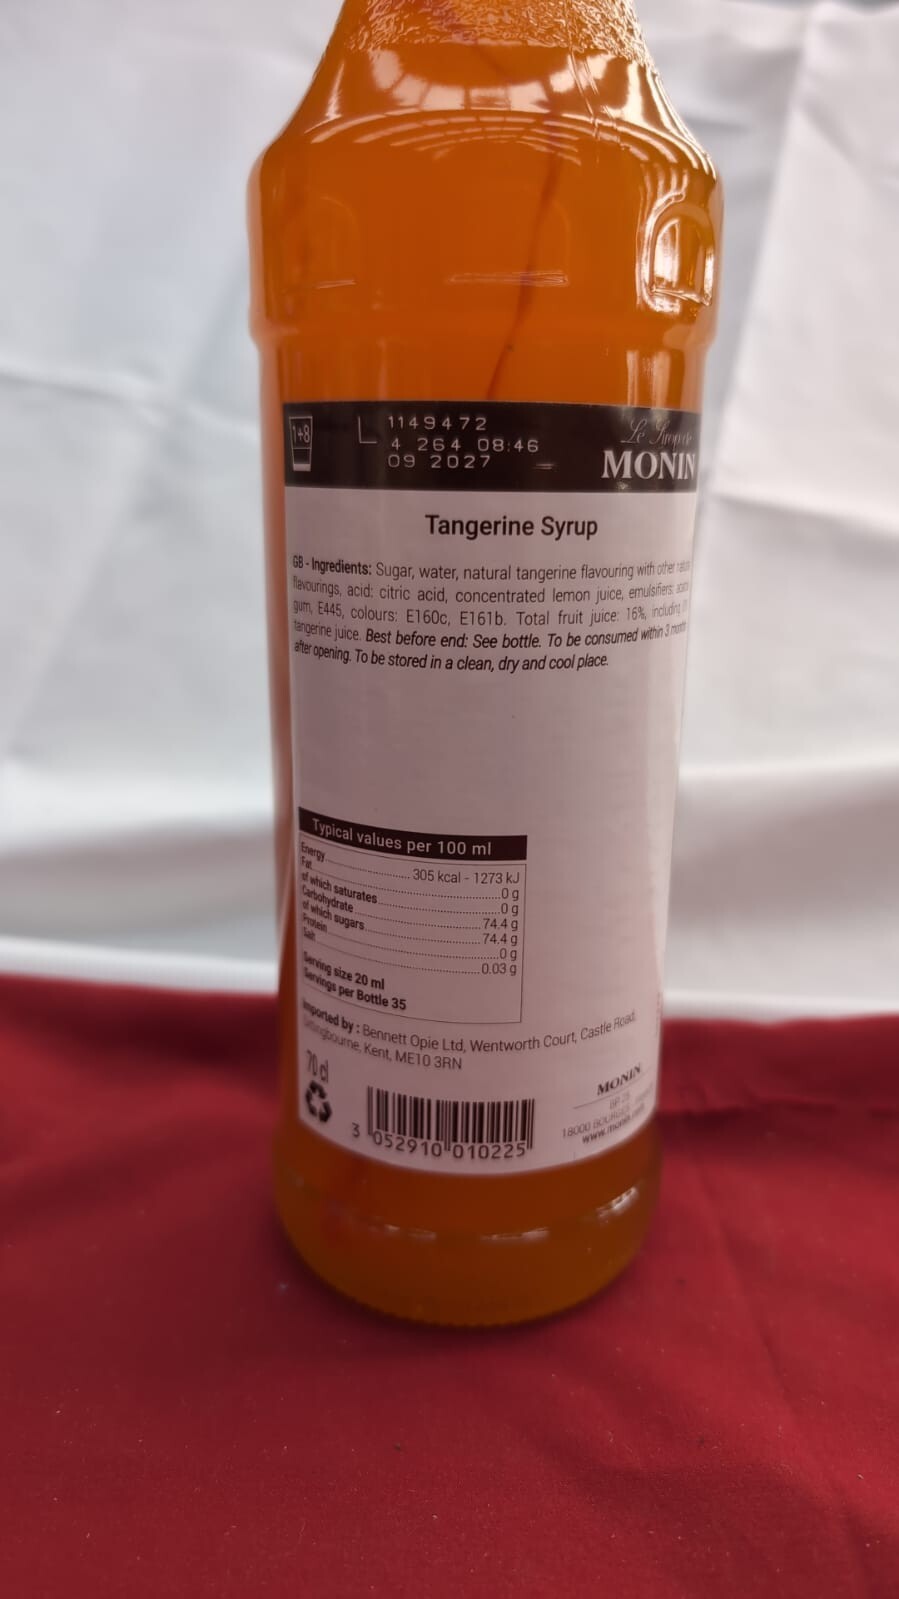 1+8
L 1149472
4 264 08:46
09 2027
Le Sirop de
MONIN
Tangerine Syrup
GB - Ingredients: Sugar, water, natural tangerine flavouring with other
flavourings, acid: citric acid, concentrated lemon juice, emulsifiers:
gum, E445, colours: E160c, E161b. Total fruit juice: 16%, including
tangerine juice. Best before end: See bottle. To be consumed within 3 months
after opening. To be stored in a clean, dry and cool place.
Typical values per 100 ml
Energy 305 kcal - 1273 kJ
Fat 0 g
of which saturates 0 g
Carbohydrate 74.4 g
of which sugars 74.4 g
Protein 0 g
Salt 0.03 g
Serving size 20 ml
Servings per Bottle 35
Imported by : Bennett Opie Ltd, Wentworth Court, Castle Road,
Sittingbourne, Kent, ME10 3RN
70 cl
MONIN
18000 BOURGES
www.monin.com
3 052910 010225